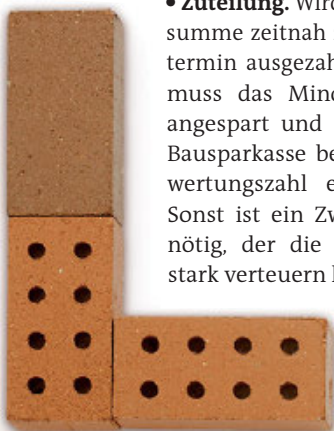 • Zuteilung. Wird
summe zeitnah
termin ausgezah
muss das Mind
angespart und
Bausparkasse be
wertungszahl e
Sonst ist ein Zw
nötig, der die
stark verteuern